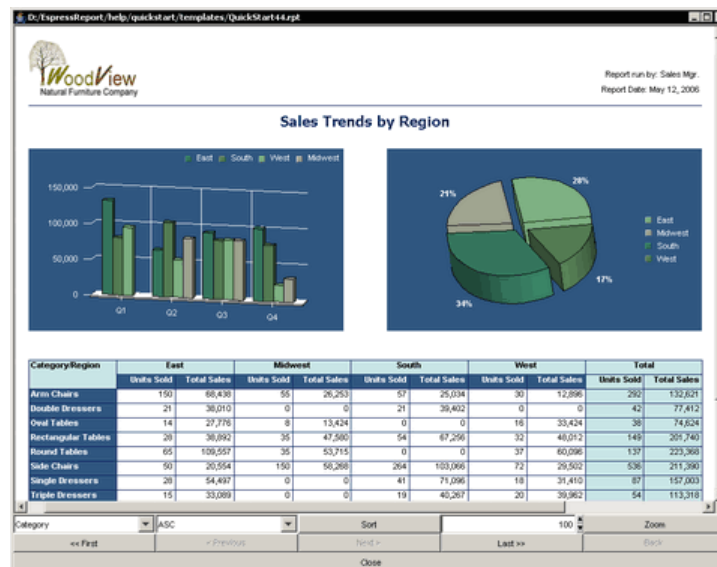 D:/EspressReport/help/quickstart/templates/QuickStart44.rpt
WoodView
Natural Furniture Company
Report run by: Sales Mgr.
Report Date: May 12, 2006
Sales Trends by Region
East South West Midwest
150,000
100,000
50,000
0
Q1 Q2 Q3 Q4
21% 28%
34% 17%
East
Midwest
South
West
Category/Region East Midwest South West Total
Units Sold Total Sales Units Sold Total Sales Units Sold Total Sales Units Sold Total Sales Units Sold Total Sales
Arm Chairs 150 68,438 55 26,253 57 25,034 30 12,896 292 132,621
Double Dressers 21 38,010 0 0 21 39,402 0 0 42 77,412
Oval Tables 14 27,776 8 13,424 0 0 16 33,424 38 74,624
Rectangular Tables 28 38,892 35 47,580 54 67,256 32 48,012 149 201,740
Round Tables 65 109,557 35 53,715 0 0 37 60,096 137 223,368
Side Chairs 50 20,554 150 58,268 264 103,066 72 29,502 536 211,390
Single Dressers 28 54,497 0 0 41 71,096 18 31,410 87 157,003
Triple Dressers 15 33,089 0 0 19 40,267 20 39,962 54 113,318
Category ASC Sort 100 Zoom
<< First < Previous Next > Last >> Back
Close